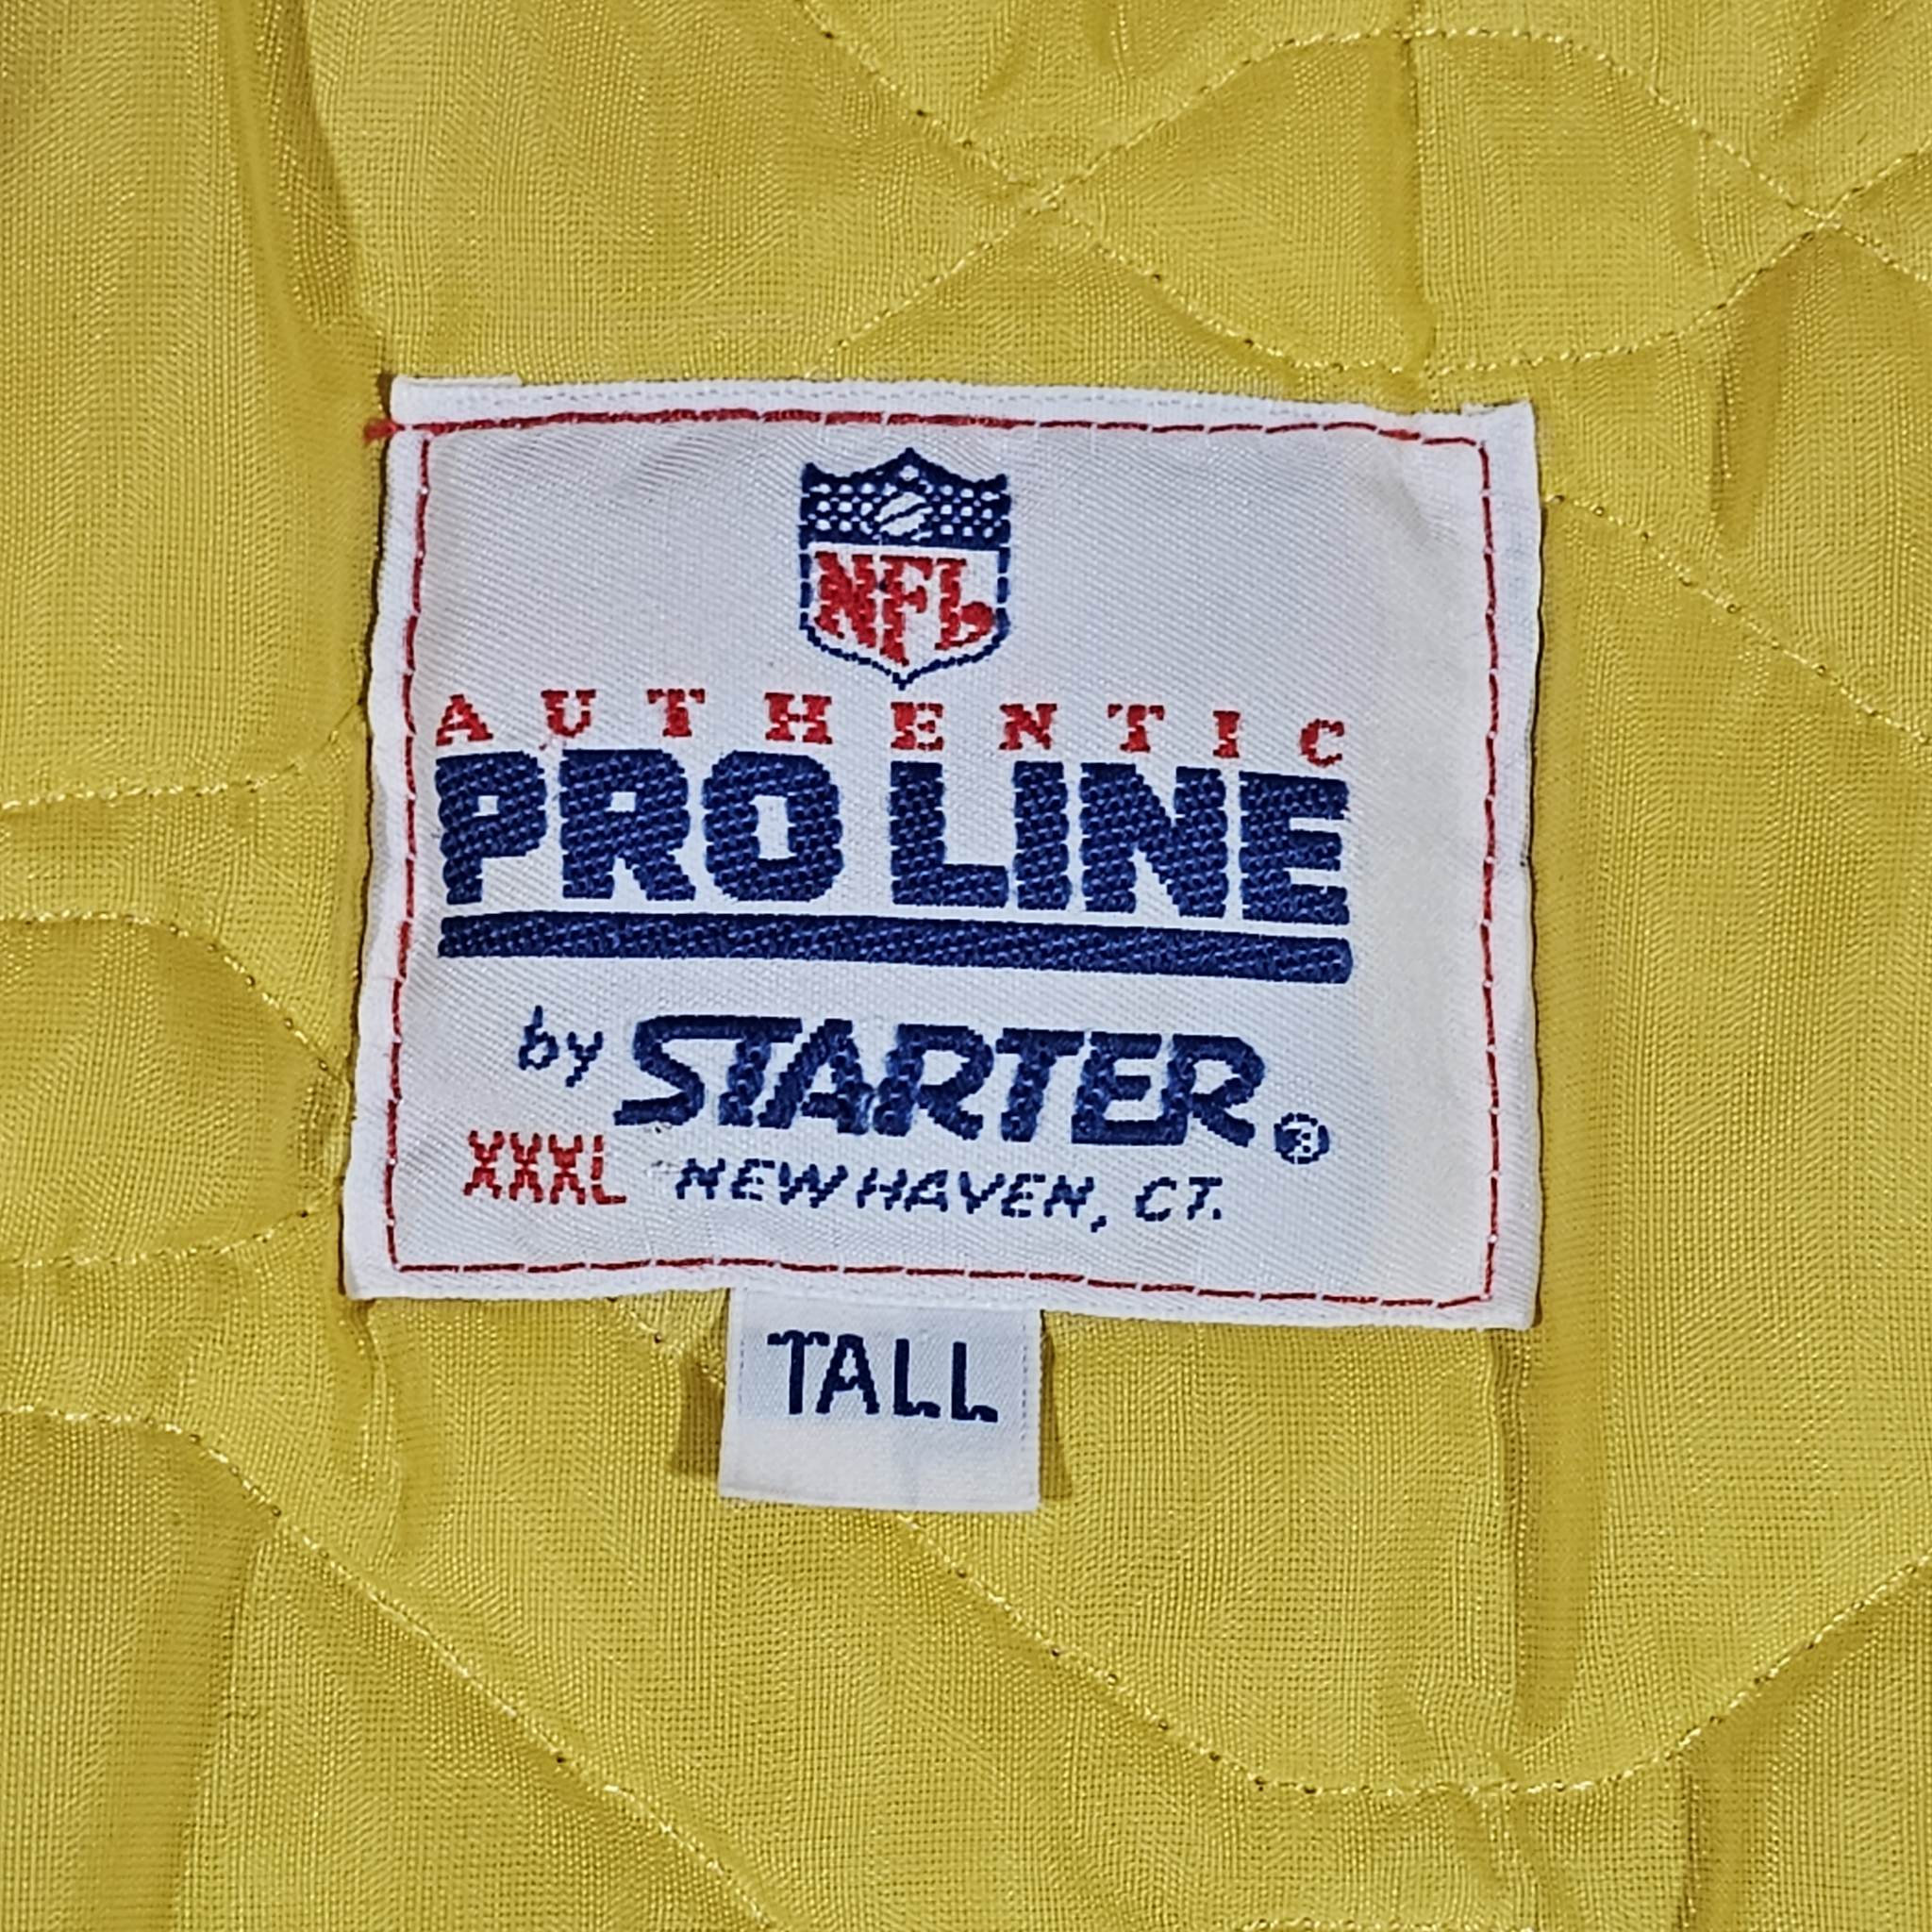 NFL
AUTHENTIC
PRO LINE
by STARTER®
XXXL NEW HAVEN, CT.
TALL